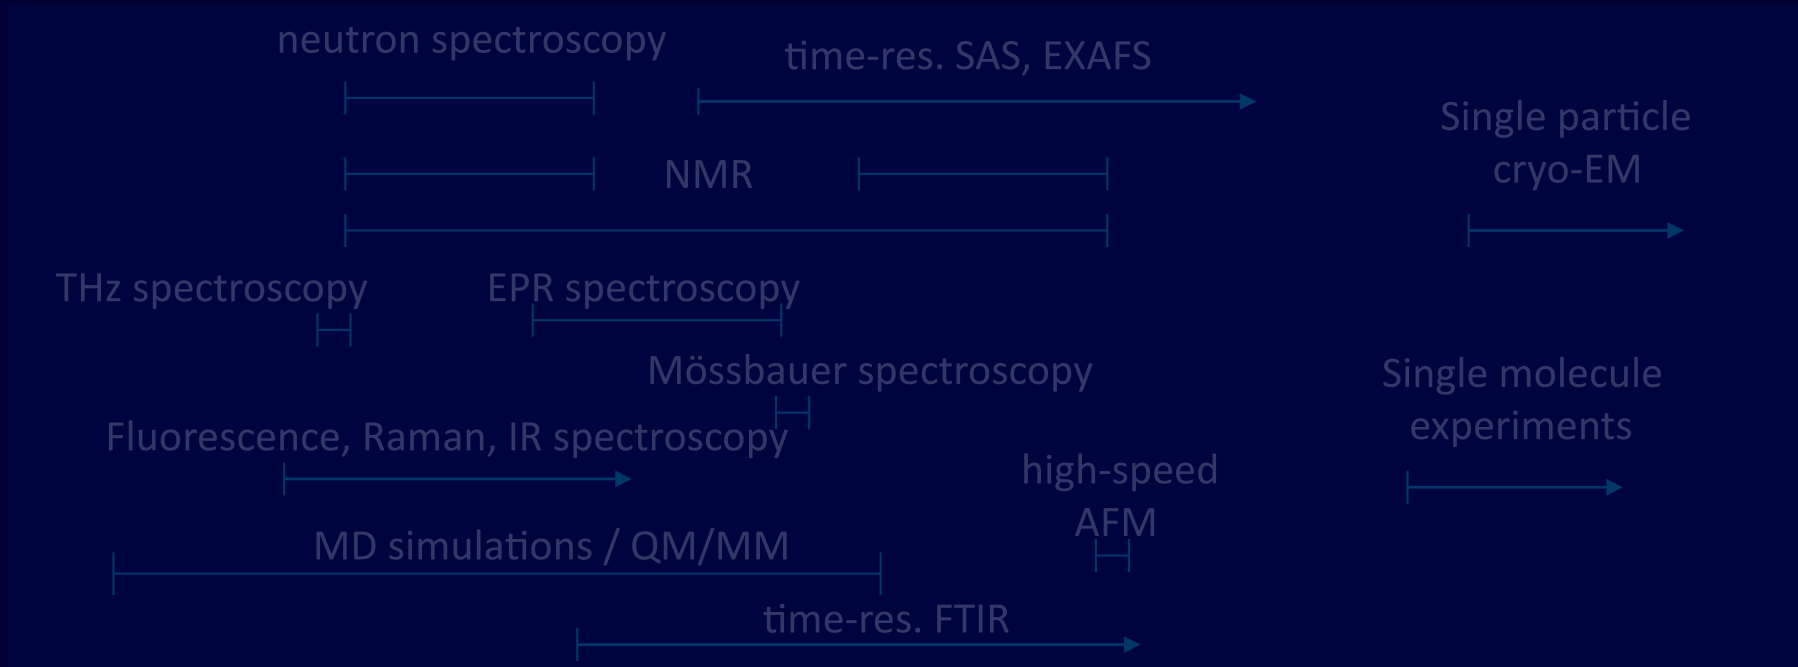 neutron spectroscopy
time-res. SAS, EXAFS
Single particle
cryo-EM
NMR
THz spectroscopy
EPR spectroscopy
Mössbauer spectroscopy
Single molecule
experiments
Fluorescence, Raman, IR spectroscopy
high-speed
AFM
MD simulations / QM/MM
time-res. FTIR